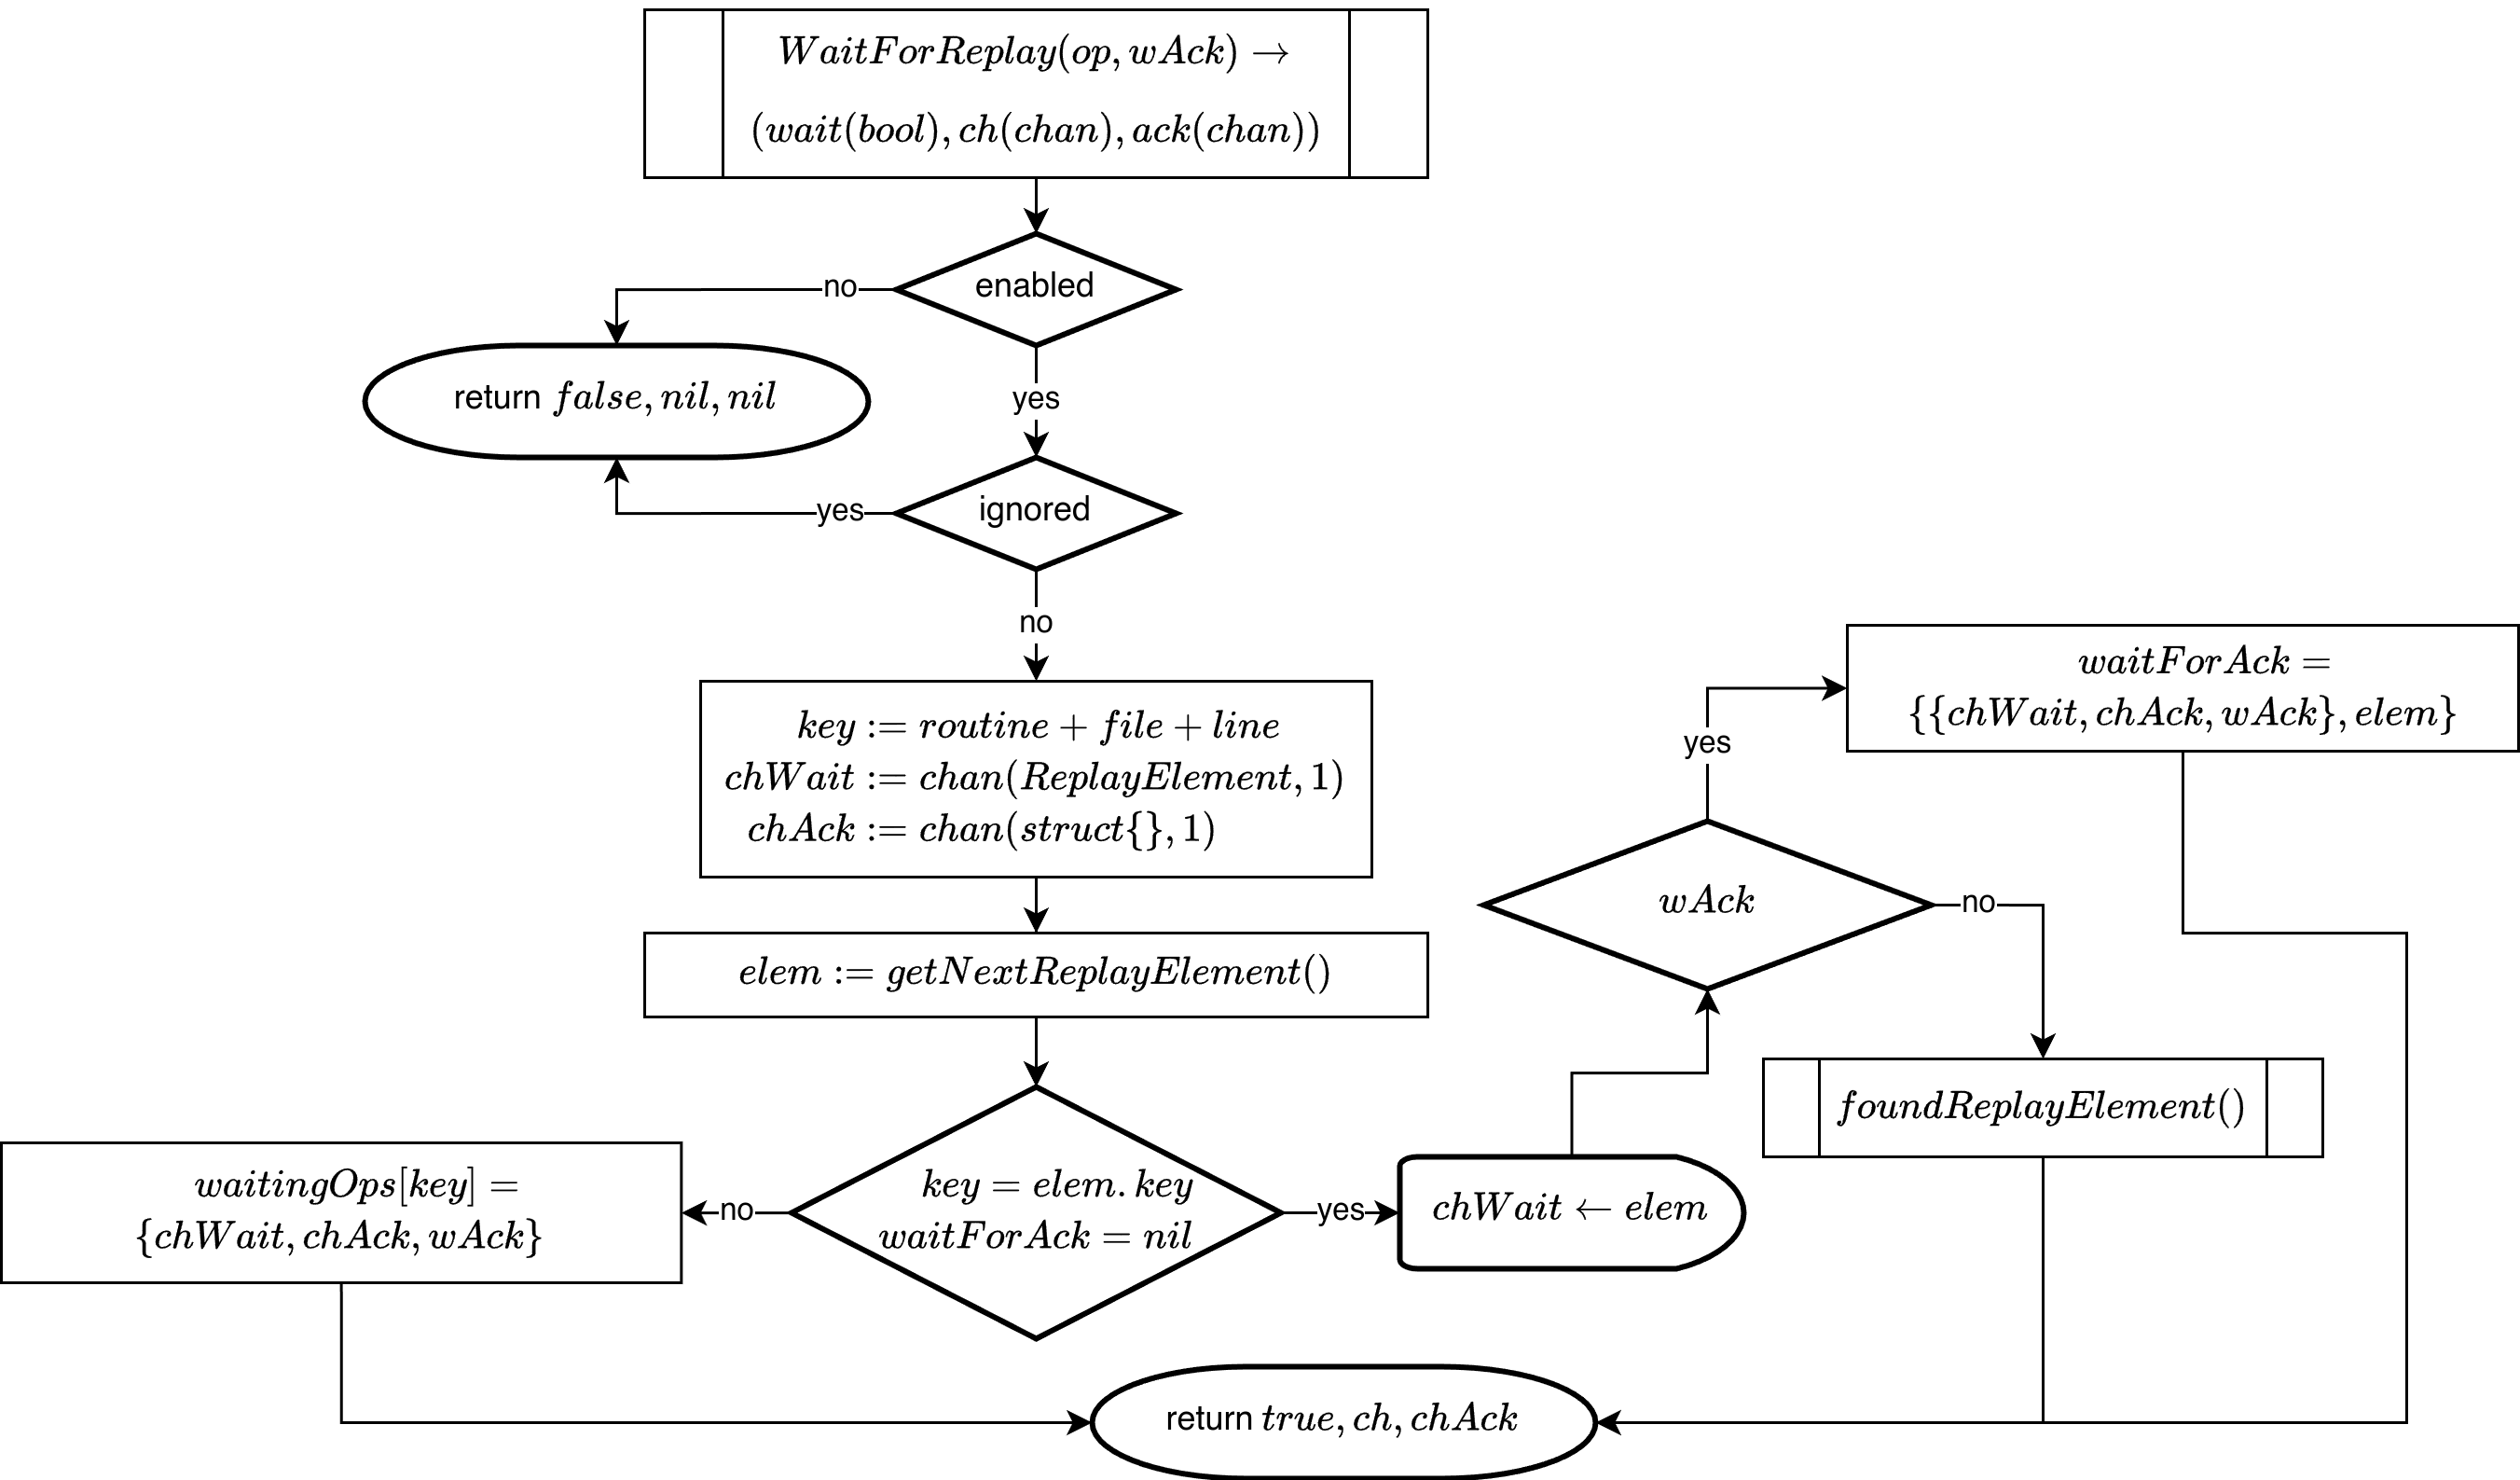 WaitForReplay(op, wAck) →
(wait(bool), ch(chan), ack(chan))
enabled
no
return false, nil, nil
yes
ignored
yes
no
key := routine + file + line
chWait := chan(ReplayElement, 1)
chAck := chan(struct{}, 1)
elem := getNextReplayElement()
key = elem.key
waitForAck = nil
no
waitingOps[key] =
{chWait, chAck, wAck}
yes
chWait ← elem
wAck
yes
waitForAck =
{{chWait, chAck, wAck}, elem}
no
foundReplayElement()
return true, ch, chAck